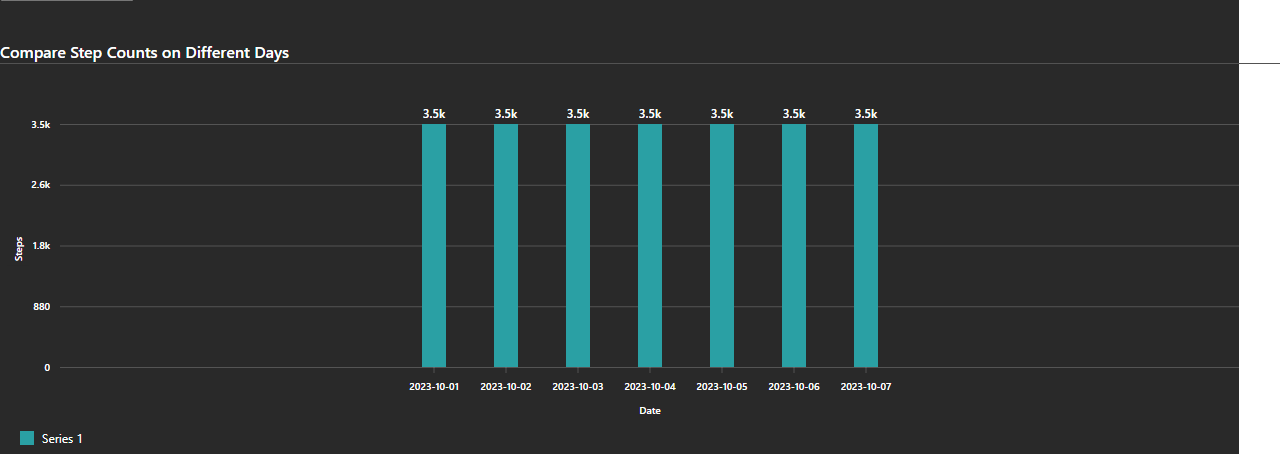 Compare Step Counts on Different Days
3.5k 3.5k 3.5k 3.5k 3.5k 3.5k 3.5k
3.5k
2.6k
1.8k
880
0
Steps
2023-10-01 2023-10-02 2023-10-03 2023-10-04 2023-10-05 2023-10-06 2023-10-07
Date
Series 1